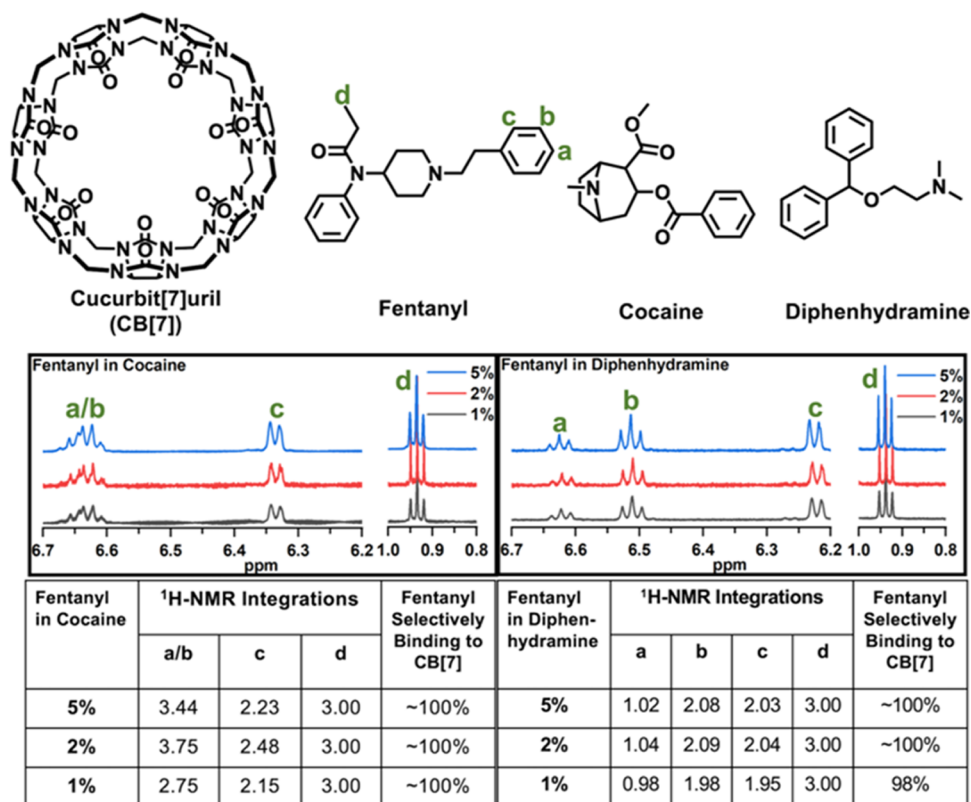 Cucurbit[7]uril
(CB[7])
d
c
b
a
Fentanyl
Cocaine
Diphenhydramine
Fentanyl in Cocaine
a/b
c
d
5%
2%
1%
6.7 6.6 6.5 6.4 6.3 6.2 1.0 0.9 0.8
ppm
Fentanyl in Diphenhydramine
a
b
c
d
5%
2%
1%
6.7 6.6 6.5 6.4 6.3 6.2 1.0 0.9 0.8
ppm
Fentanyl in Cocaine
¹H-NMR Integrations
Fentanyl Selectively Binding to CB[7]
a/b c d
5% 3.44 2.23 3.00 ~100%
2% 3.75 2.48 3.00 ~100%
1% 2.75 2.15 3.00 ~100%
Fentanyl in Diphen-hydramine
¹H-NMR Integrations
Fentanyl Selectively Binding to CB[7]
a b c d
5% 1.02 2.08 2.03 3.00 ~100%
2% 1.04 2.09 2.04 3.00 ~100%
1% 0.98 1.98 1.95 3.00 98%